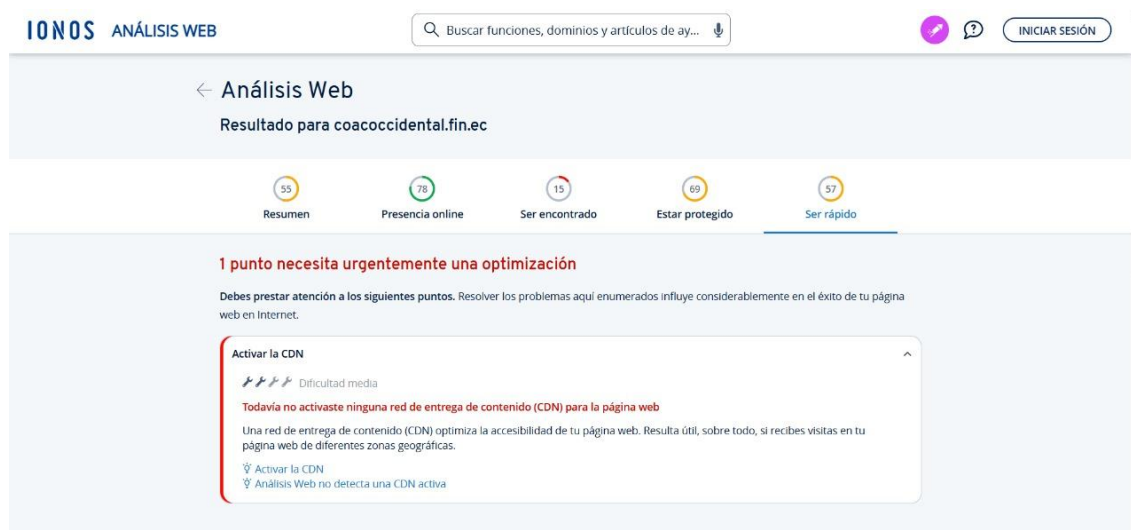 IONOS ANÁLISIS WEB
Buscar funciones, dominios y artículos de ay...
INICIAR SESIÓN
← Análisis Web
Resultado para coacoccidental.fin.ec
55 78 15 69 57
Resumen Presencia online Ser encontrado Estar protegido Ser rápido
1 punto necesita urgentemente una optimización
Debes prestar atención a los siguientes puntos. Resolver los problemas aquí enumerados influye considerablemente en el éxito de tu página
web en Internet.
Activar la CDN
Dificultad media
Todavía no activaste ninguna red de entrega de contenido (CDN) para la página web
Una red de entrega de contenido (CDN) optimiza la accesibilidad de tu página web. Resulta útil, sobre todo, si recibes visitas en tu
página web de diferentes zonas geográficas.
Activar la CDN
Análisis Web no detecta una CDN activa